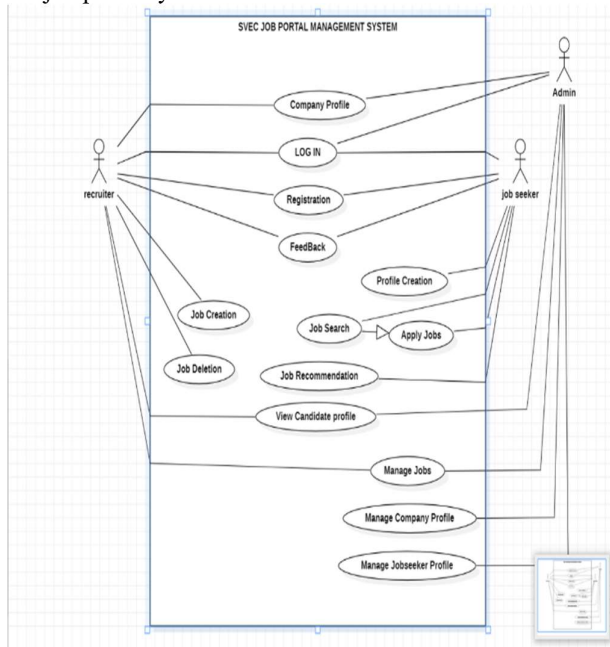 SVEC JOB PORTAL MANAGEMENT SYSTEM
Admin
Company Profile
LOG IN
recruiter
job seeker
Registration
FeedBack
Profile Creation
Job Creation
Job Search
Apply Jobs
Job Deletion
Job Recommendation
View Candidate profile
Manage Jobs
Manage Company Profile
Manage Jobseeker Profile